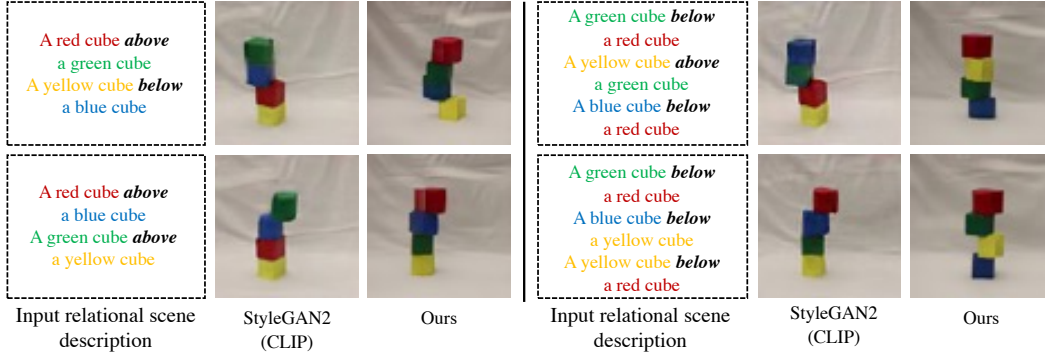 A red cube above
a green cube
A yellow cube below
a blue cube
A green cube below
a red cube
A yellow cube above
a green cube
A blue cube below
a red cube
A red cube above
a blue cube
A green cube above
a yellow cube
A green cube below
a red cube
A blue cube below
a yellow cube
A yellow cube below
a red cube
Input relational scene
description
StyleGAN2
(CLIP)
Ours
Input relational scene
description
StyleGAN2
(CLIP)
Ours